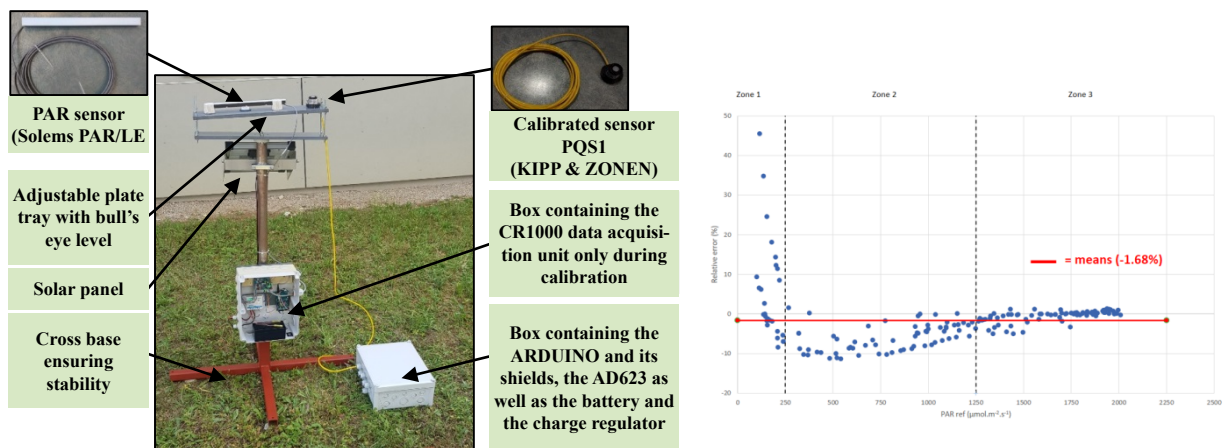 PAR sensor
(Solems PAR/LE
Adjustable plate
tray with bull's
eye level
Solar panel
Cross base
ensuring
stability
Calibrated sensor
PQS1
(KIPP & ZONEN)
Box containing the
CR1000 data acquisi-
tion unit only during
calibration
Box containing the
ARDUINO and its
shields, the AD623 as
well as the battery and
the charge regulator
Zone 1 Zone 2 Zone 3
Relative error (%)
50
40
30
20
10
0
-10
-20
= means (-1.68%)
0 250 500 750 1000 1250 1500 1750 2000 2250 2500
PAR ref (µmol.m⁻².s⁻¹)